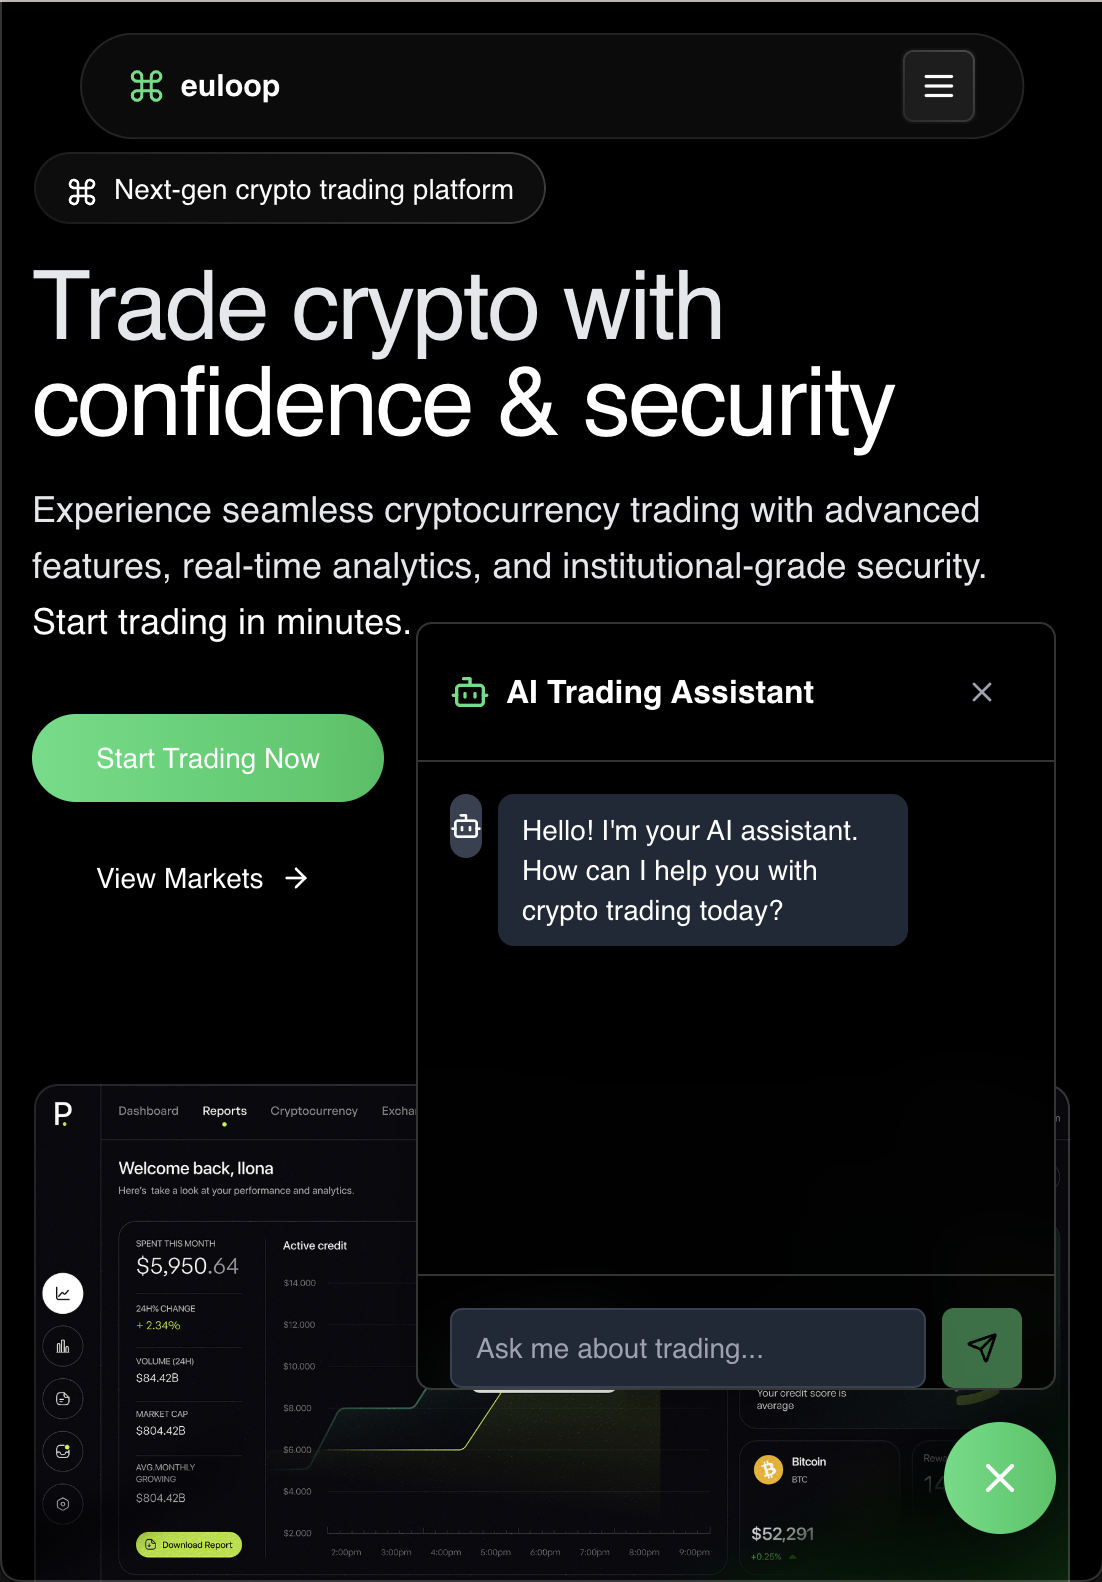 euloop
Next-gen crypto trading platform
Trade crypto with
confidence & security
Experience seamless cryptocurrency trading with advanced
features, real-time analytics, and institutional-grade security.
Start trading in minutes.
Start Trading Now
View Markets
AI Trading Assistant
Hello! I'm your AI assistant.
How can I help you with
crypto trading today?
Ask me about trading...
P.
Dashboard Reports Cryptocurrency
Welcome back, Ilona
Here's take a look at your performance and analytics.
SPENT THIS MONTH
$5,950.64
24H% CHANGE
+ 2.34%
VOLUME (24H)
$84.42B
MARKET CAP
$804.42B
AVG.MONTHLY
GROWING
$804.42B
Download Report
Active credit
$14.000
$12.000
$10.000
$8.000
$6.000
$4.000
$2.000
2:00pm 3:00pm 4:00pm 5:00pm 6:00pm 7:00pm 8:00pm 9:00pm
Your credit score is
average
Bitcoin
BTC
$52,291
+0.25%